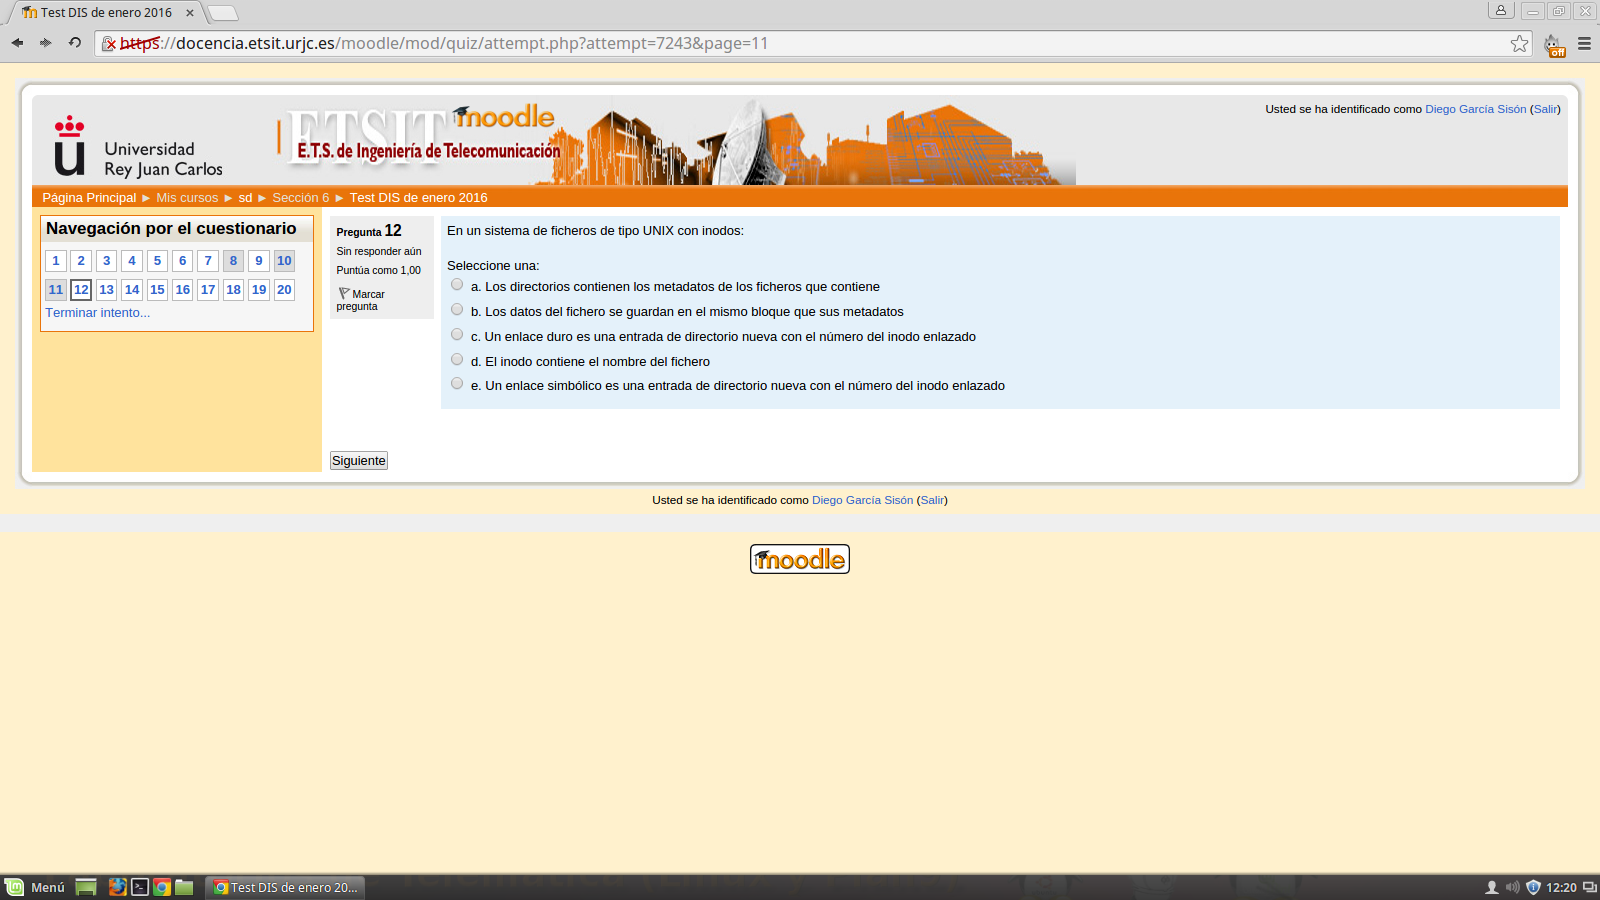 Test DIS de enero 2016
https://docencia.etsit.urjc.es/moodle/mod/quiz/attempt.php?attempt=7243&page=11
off
Universidad
Rey Juan Carlos
ETSIT moodle
E.T.S. de Ingeniería de Telecomunicación
Usted se ha identificado como Diego García Sisón (Salir)
Página Principal ► Mis cursos ► sd ► Sección 6 ► Test DIS de enero 2016
Navegación por el cuestionario
1 2 3 4 5 6 7 8 9 10
11 12 13 14 15 16 17 18 19 20
Terminar intento...
Pregunta 12
Sin responder aún
Puntúa como 1,00
Marcar
pregunta
En un sistema de ficheros de tipo UNIX con inodos:
Seleccione una:
a. Los directorios contienen los metadatos de los ficheros que contiene
b. Los datos del fichero se guardan en el mismo bloque que sus metadatos
c. Un enlace duro es una entrada de directorio nueva con el número del inodo enlazado
d. El inodo contiene el nombre del fichero
e. Un enlace simbólico es una entrada de directorio nueva con el número del inodo enlazado
Siguiente
Usted se ha identificado como Diego García Sisón (Salir)
moodle
Menú
Test DIS de enero 20...
12:20